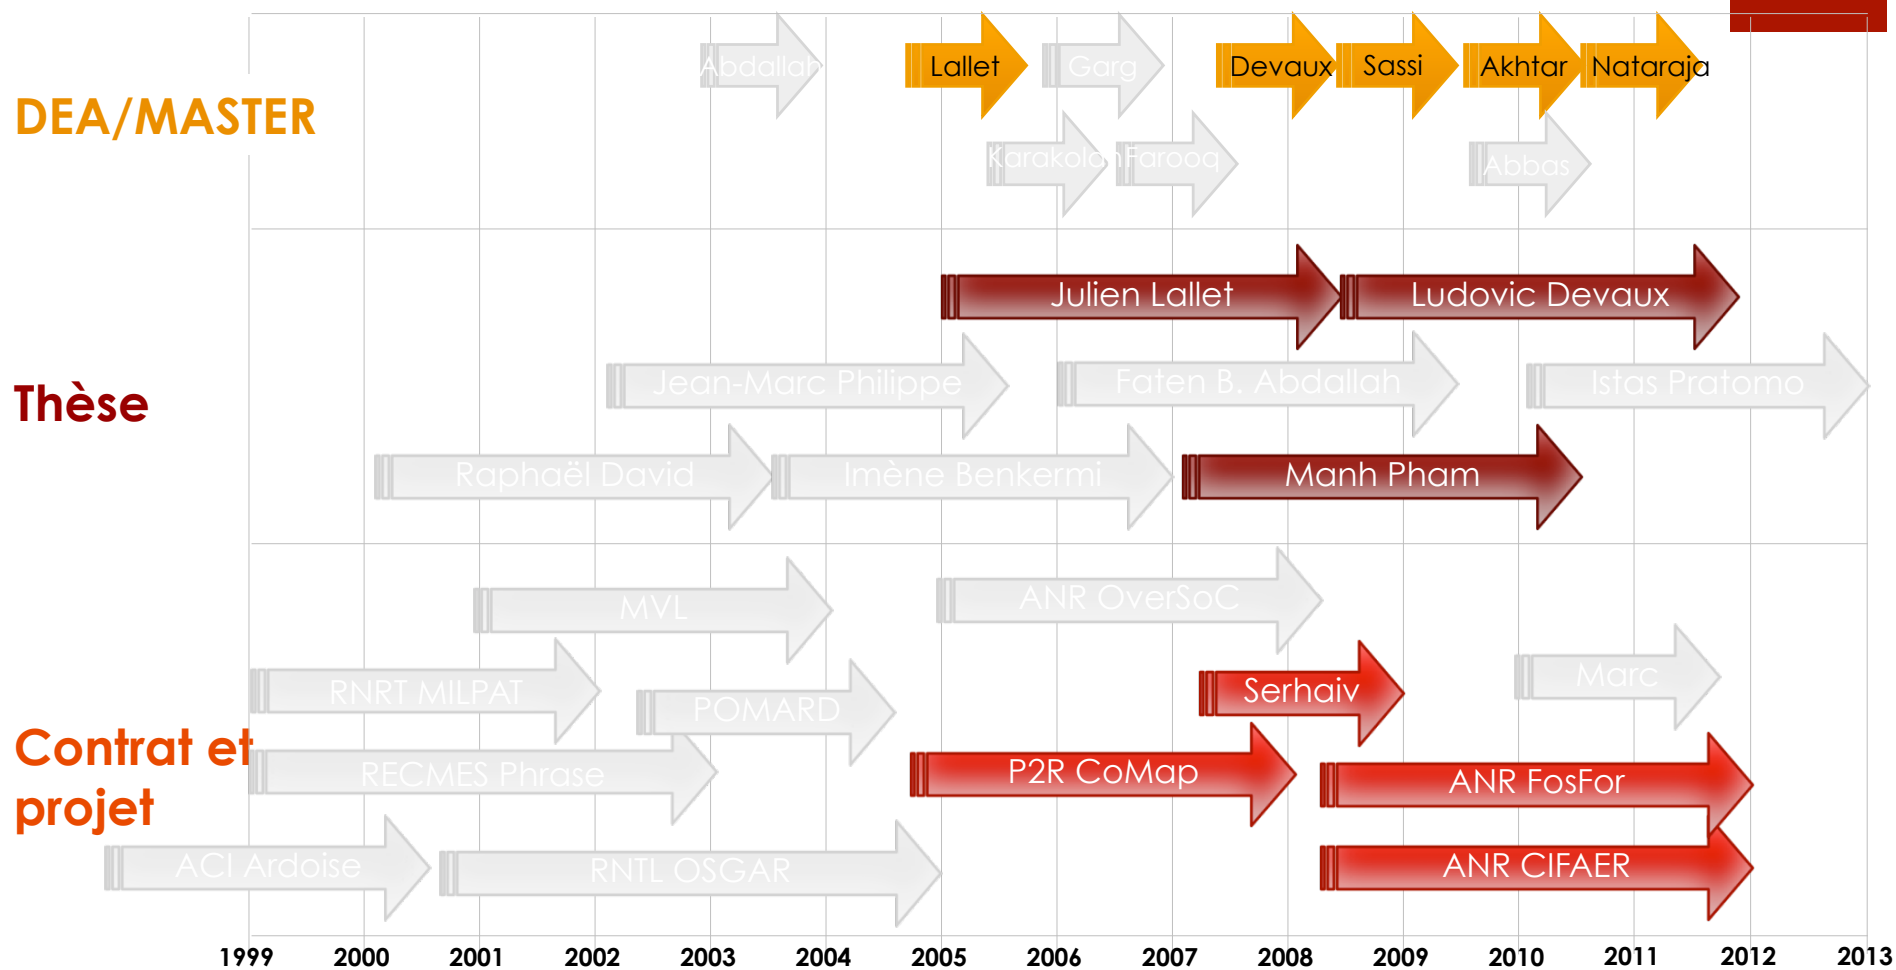 Abdallah
Lallet
Garg
Devaux
Sassi
Akhtar
Nataraja
DEA/MASTER
Karakolah
Farooq
Abbas
Julien Lallet
Ludovic Devaux
Thèse
Jean-Marc Philippe
Faten B. Abdallah
Istas Pratomo
Raphaël David
Imène Benkermi
Manh Pham
MVL
ANR OverSoC
RNRT MILPAT
POMARD
Serhaiv
Marc
Contrat et
projet
RECMES Phrase
P2R CoMap
ANR FosFor
ACI Ardoise
RNTL OSGAR
ANR CIFAER
1999 2000 2001 2002 2003 2004 2005 2006 2007 2008 2009 2010 2011 2012 2013